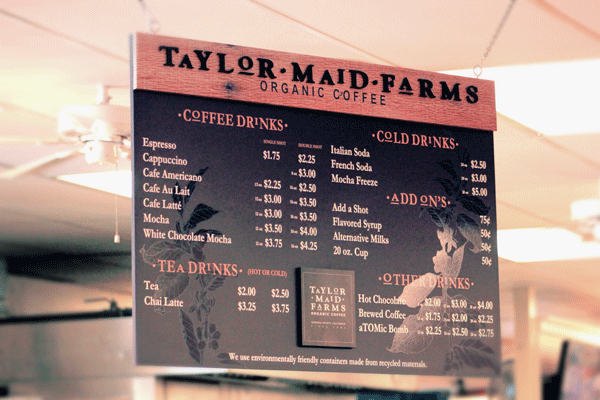 TAYLOR·MAID·FARMS
ORGANIC COFFEE
·COFFEE DRINKS·
SINGLE SHOT DOUBLE SHOT
Espresso $1.75 $2.25
Cappuccino $3.00
Cafe Americano $2.25 $2.50
Cafe Au Lait $3.00 $3.50
Cafe Latté $3.00 $3.50
Mocha $3.50 $4.00
White Chocolate Mocha $3.75 $4.25
·TEA DRINKS· (HOT OR COLD)
Tea $2.00 $2.50
Chai Latte $3.25 $3.75
·COLD DRINKS·
Italian Soda $2.50
French Soda $3.00
Mocha Freeze $5.00
·ADD ON'S·
Add a Shot 75¢
Flavored Syrup 50¢
Alternative Milks 50¢
20 oz. Cup 50¢
·OTHER DRINKS·
Hot Chocolate $2.00 $3.00 $4.00
Brewed Coffee $1.75 $2.00 $2.25
aTOMic Bomb $2.25 $2.50 $2.75
TAYLOR
·MAID·
FARMS
ORGANIC COFFEE
We use environmentally friendly containers made from recycled materials.